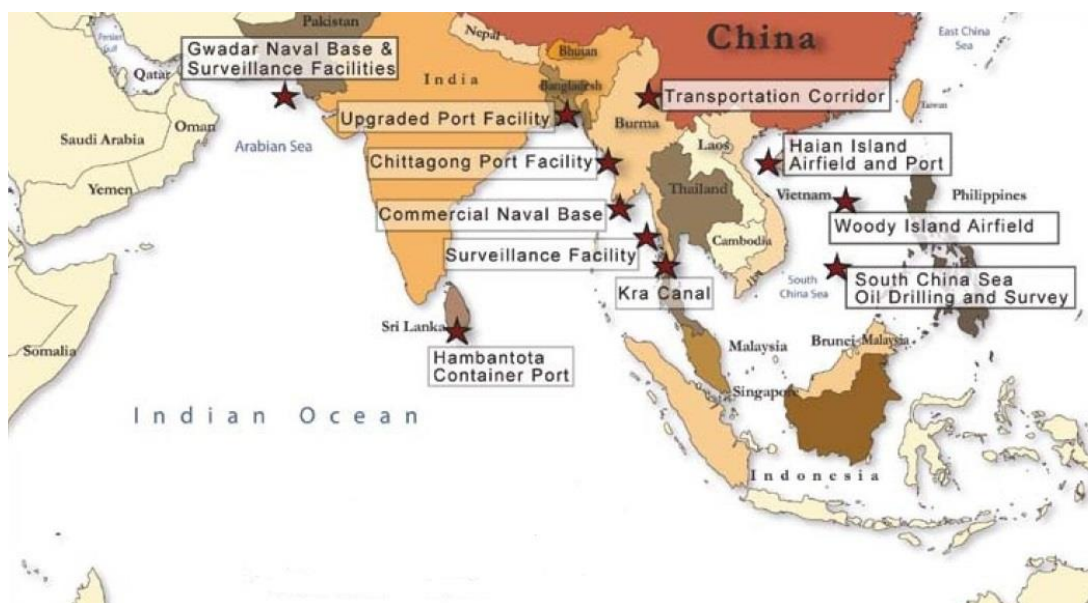 Pakistan
Persian
Gulf
Gwadar Naval Base &
Surveillance Facilities
Qatar
Nepal
Bhutan
China
East China
Sea
India
Bangladesh
Transportation Corridor
Taiwan
Saudi Arabia
Oman
Arabian Sea
Upgraded Port Facility
Burma
Laos
Haian Island
Airfield and Port
Yemen
Chittagong Port Facility
Thailand
Vietnam
Philippines
Commercial Naval Base
Woody Island Airfield
Surveillance Facility
Cambodia
South
China Sea
South China Sea
Oil Drilling and Survey
Kra Canal
Sri Lanka
Somalia
Hambantota
Container Port
Malaysia
Brunei
Malaysia
Singapore
Indian Ocean
Indonesia